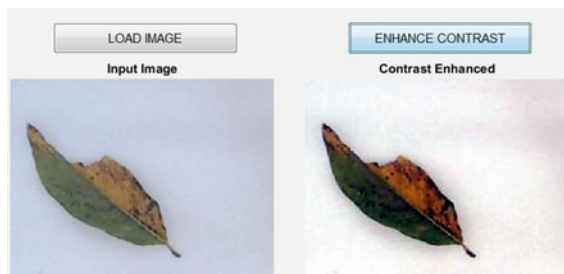 LOAD IMAGE
ENHANCE CONTRAST
Input Image
Contrast Enhanced